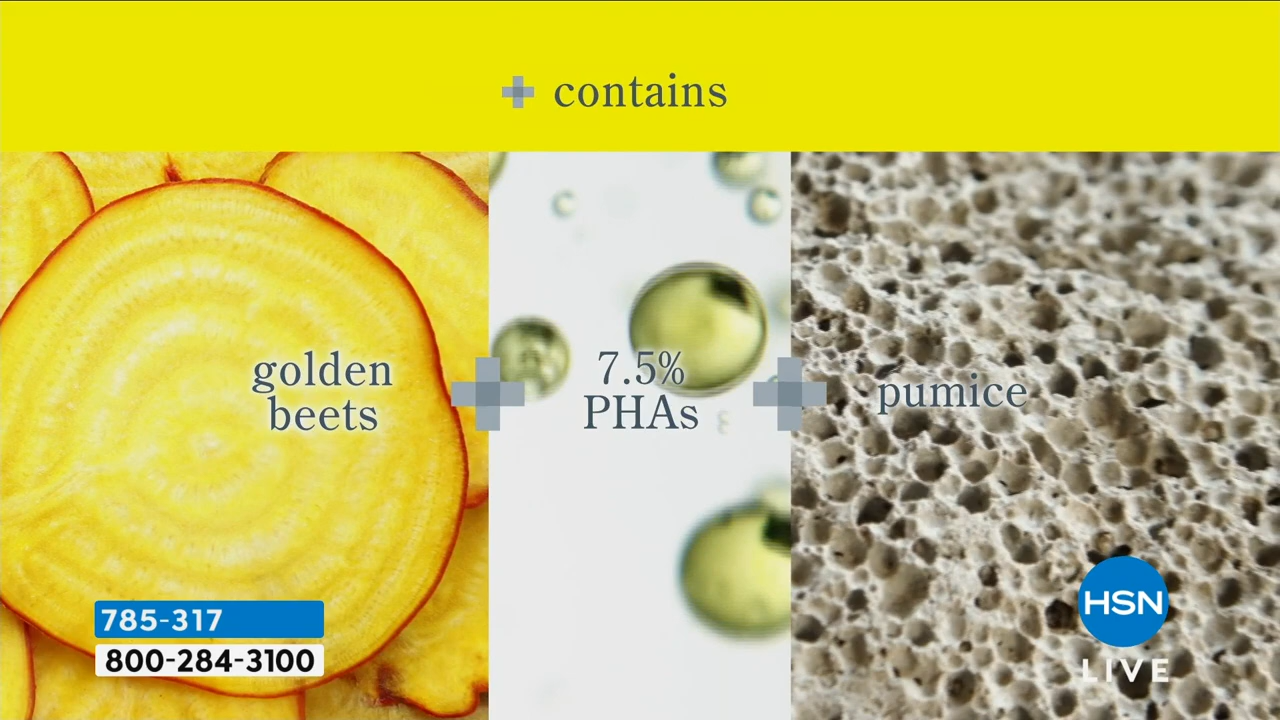 contains
golden
beets
7.5%
PHAs
pumice
785-317
800-284-3100
HSN
LIVE